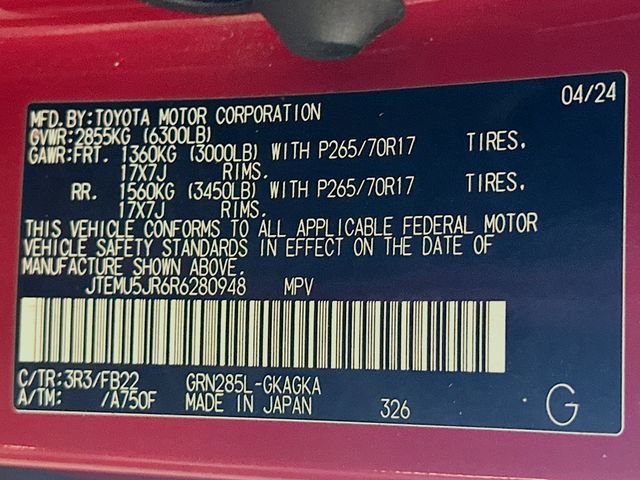 04/24
MFD.BY:TOYOTA MOTOR CORPORATION
GVWR:2855KG (6300LB)
GAWR:FRT. 1360KG (3000LB) WITH P265/70R17 TIRES.
17X7J RIMS.
RR. 1560KG (3450LB) WITH P265/70R17 TIRES.
17X7J RIMS.
THIS VEHICLE CONFORMS TO ALL APPLICABLE FEDERAL MOTOR
VEHICLE SAFETY STANDARDS IN EFFECT ON THE DATE OF
MANUFACTURE SHOWN ABOVE.
JTEMU5JR6R6280948 MPV
C/TR:3R3/FB22 GRN285L-GKAGKA
A/TM: /A750F MADE IN JAPAN 326 G